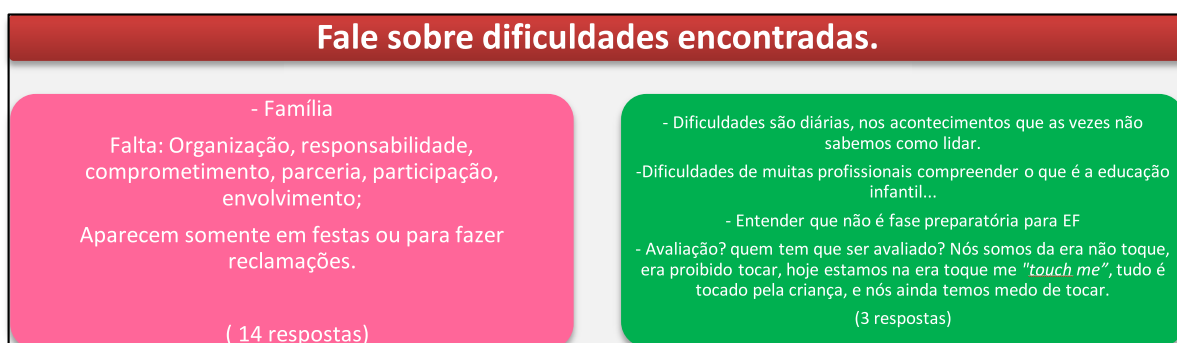 Fale sobre dificuldades encontradas.
- Família
Falta: Organização, responsabilidade,
comprometimento, parceria, participação,
envolvimento;
Aparecem somente em festas ou para fazer
reclamações.
( 14 respostas)
- Dificuldades são diárias, nos acontecimentos que as vezes não
sabemos como lidar.
-Dificuldades de muitas profissionais compreender o que é a educação
infantil...
- Entender que não é fase preparatória para EF
- Avaliação? quem tem que ser avaliado? Nós somos da era não toque,
era proibido tocar, hoje estamos na era toque me "touch me”, tudo é
tocado pela criança, e nós ainda temos medo de tocar.
(3 respostas)